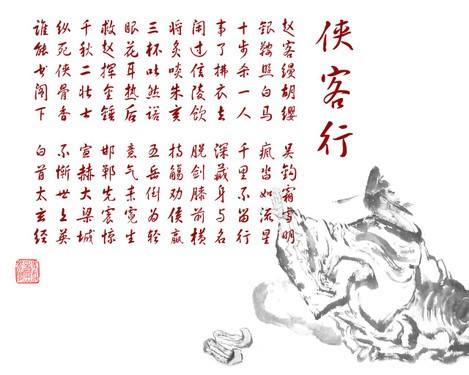 侠客行
赵客缦胡缨 吴钩霜雪明
银鞍照白马 飒沓如流星
十步杀一人 千里不留行
事了拂衣去 深藏身与名
闲过信陵饮 脱剑膝前横
将炙啖朱亥 持觞劝侯嬴
三杯吐然诺 五岳倒为轻
眼花耳热后 意气素霓生
救赵挥金锤 邯郸先震惊
千秋二壮士 宣赫大梁城
纵死侠骨香 不惭世上英
谁能书阁下 白首太玄经